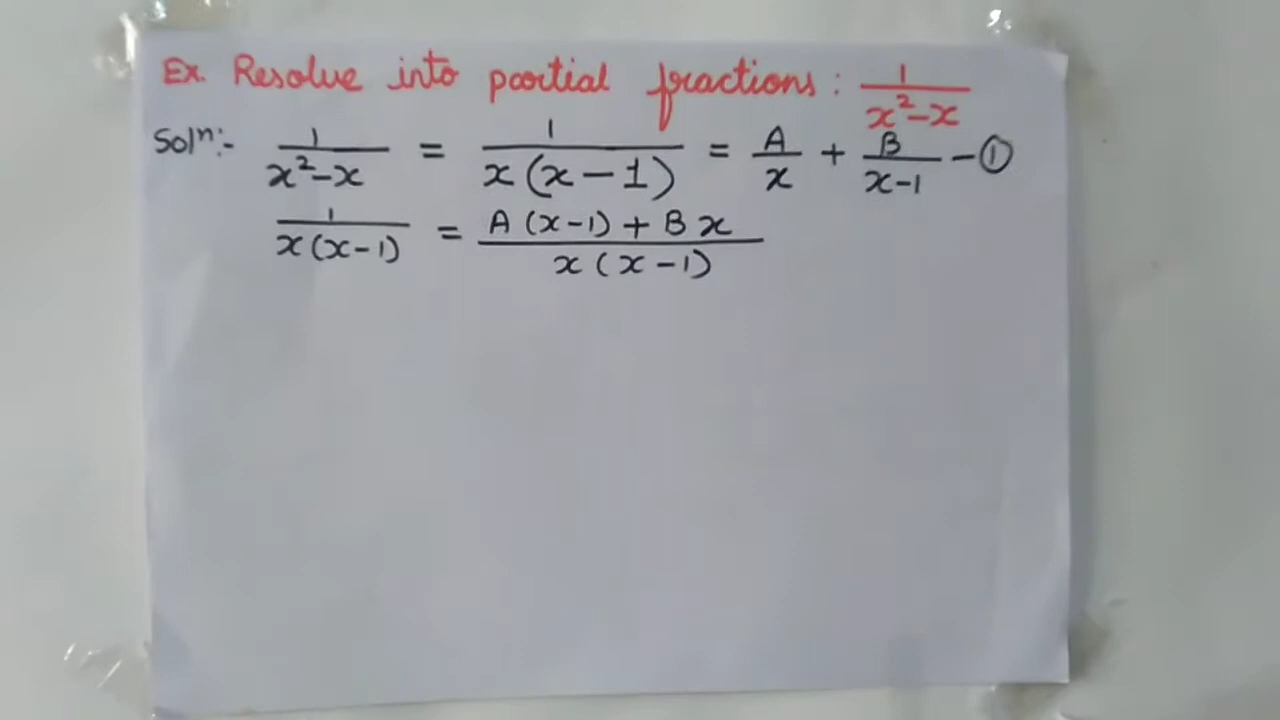 Ex. Resolve into partial fractions: 1/(x²-x)
Solⁿ:- 1/(x²-x) = 1/(x(x-1)) = A/x + B/(x-1) -①
1/(x(x-1)) = (A(x-1)+Bx)/(x(x-1))